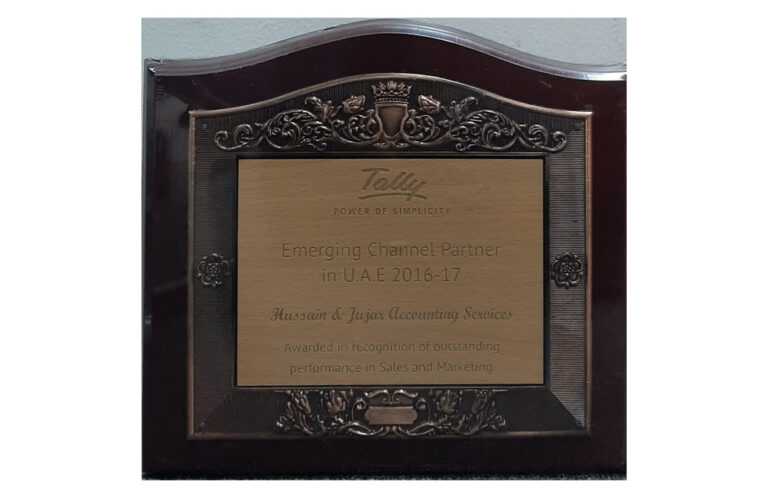 Tally
POWER OF SIMPLICITY
Emerging Channel Partner
in U.A.E 2016-17
Hussain & Jujar Accounting Services
Awarded in recognition of outstanding
performance in Sales and Marketing